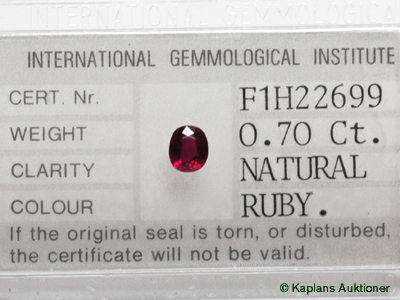 INTERNATIONAL GEMMOLOGICAL INSTITUTE
CERT. Nr. F1H22699
WEIGHT 0.70 Ct.
CLARITY NATURAL
COLOUR RUBY.
If the original seal is torn, or disturbed,
the certificate will not be valid.
© Kaplans Auktioner